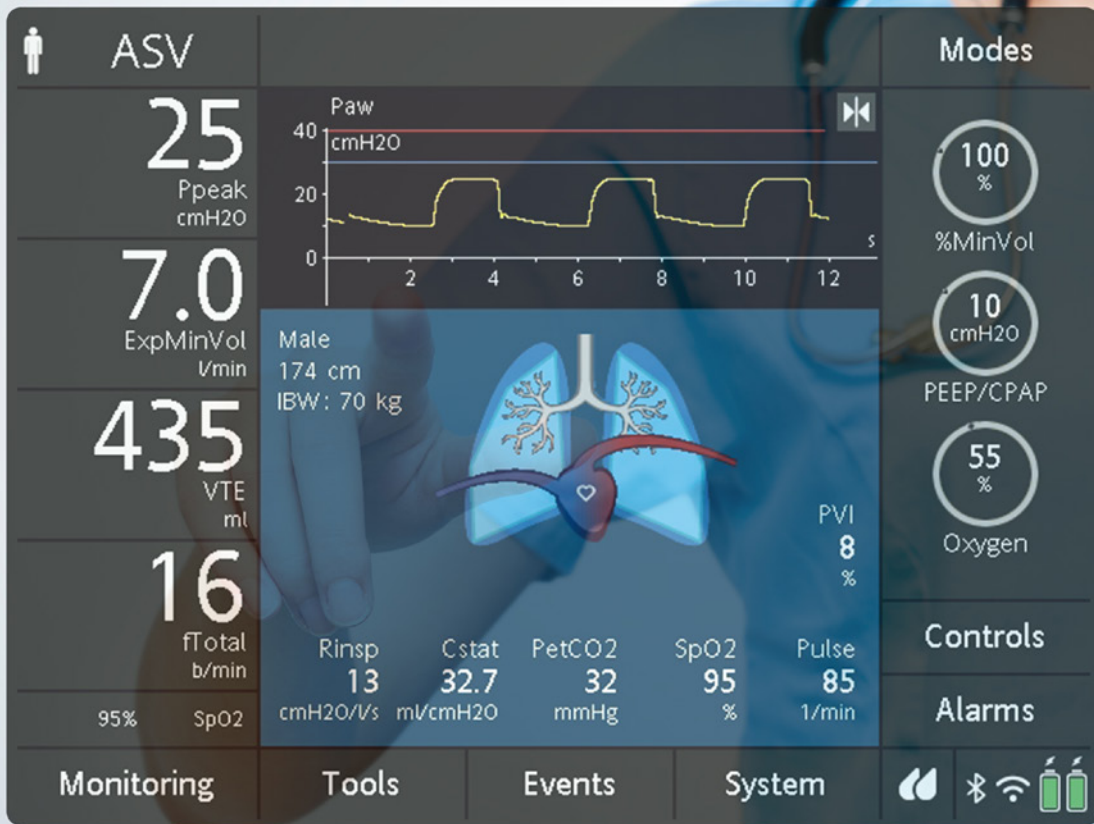 ASV
Modes
25
Ppeak
cmH2O
7.0
ExpMinVol
l/min
435
VTE
ml
16
fTotal
b/min
95% SpO2
Paw
40
cmH2O
20
0
s
2 4 6 8 10 12
Male
174 cm
IBW: 70 kg
PVI
8
%
Rinsp Cstat PetCO2 SpO2 Pulse
13 32.7 32 95 85
cmH2O/l/s ml/cmH2O mmHg % 1/min
100
%
%MinVol
10
cmH2O
PEEP/CPAP
55
%
Oxygen
Controls
Alarms
Monitoring Tools Events System